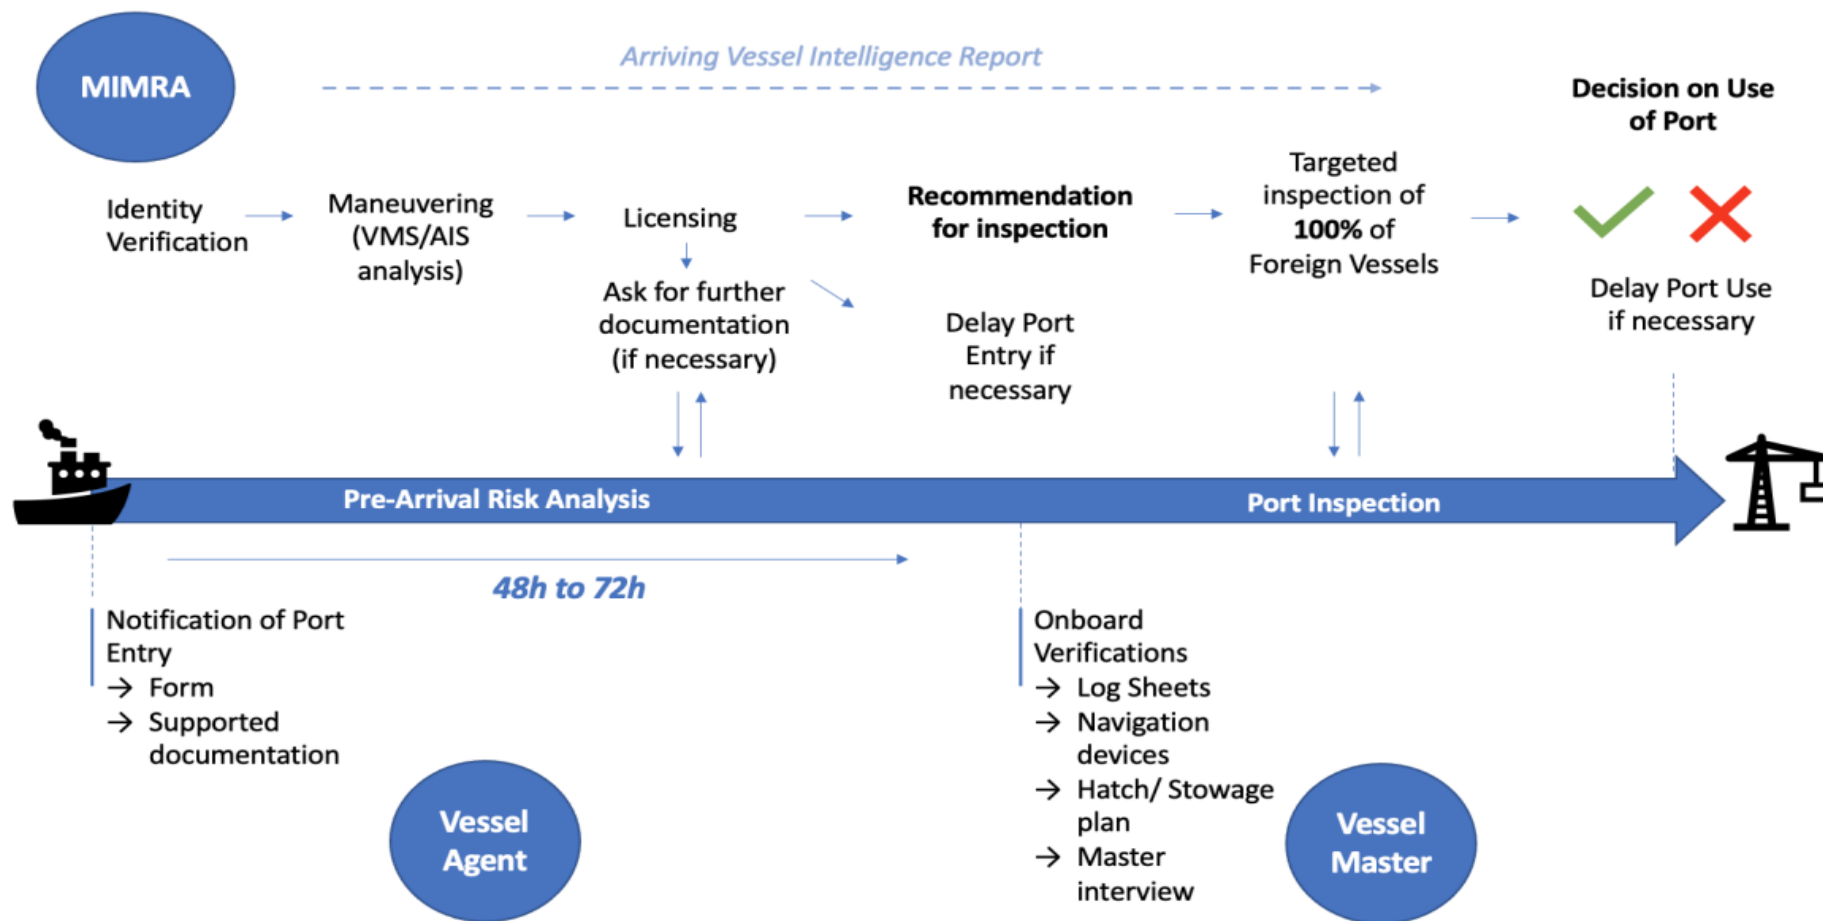 MIMRA
Arriving Vessel Intelligence Report
Decision on Use
of Port
Identity
Verification
Maneuvering
(VMS/AIS
analysis)
Licensing
Ask for further
documentation
(if necessary)
Recommendation
for inspection
Delay Port
Entry if
necessary
Targeted
inspection of
100% of
Foreign Vessels
Delay Port Use
if necessary
Pre-Arrival Risk Analysis
Port Inspection
48h to 72h
Notification of Port
Entry
→ Form
→ Supported
documentation
Vessel
Agent
Onboard
Verifications
→ Log Sheets
→ Navigation
devices
→ Hatch/ Stowage
plan
→ Master
interview
Vessel
Master